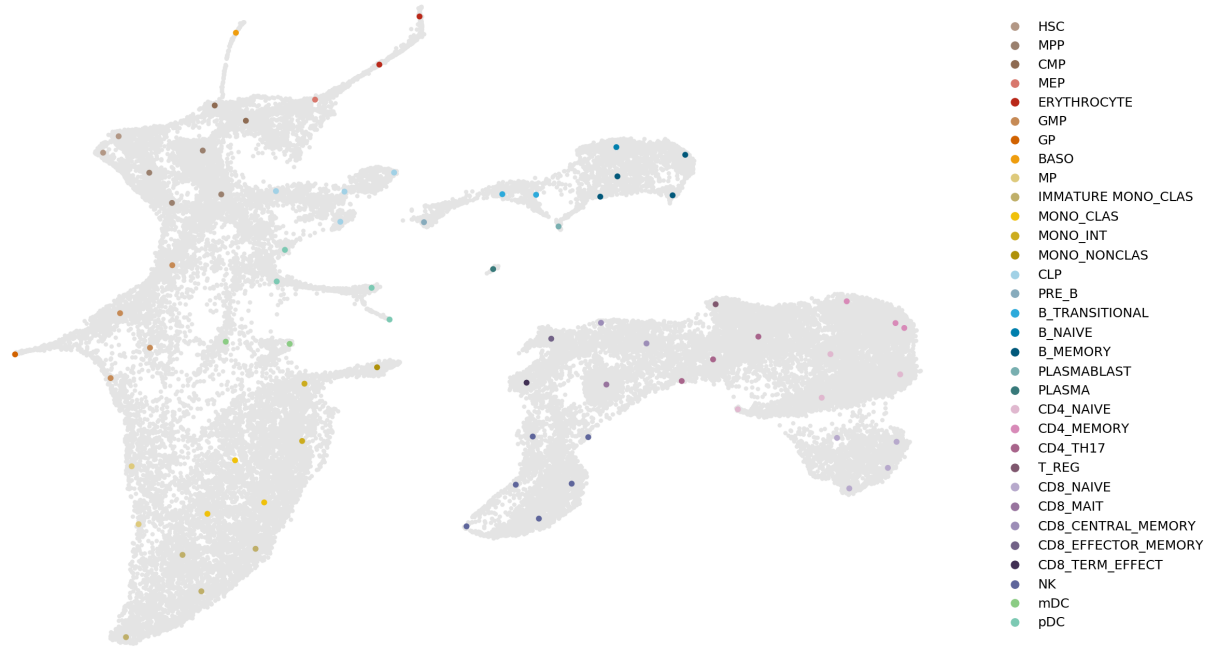 HSC
MPP
CMP
MEP
ERYTHROCYTE
GMP
GP
BASO
MP
IMMATURE MONO_CLAS
MONO_CLAS
MONO_INT
MONO_NONCLAS
CLP
PRE_B
B_TRANSITIONAL
B_NAIVE
B_MEMORY
PLASMABLAST
PLASMA
CD4_NAIVE
CD4_MEMORY
CD4_TH17
T_REG
CD8_NAIVE
CD8_MAIT
CD8_CENTRAL_MEMORY
CD8_EFFECTOR_MEMORY
CD8_TERM_EFFECT
NK
mDC
pDC